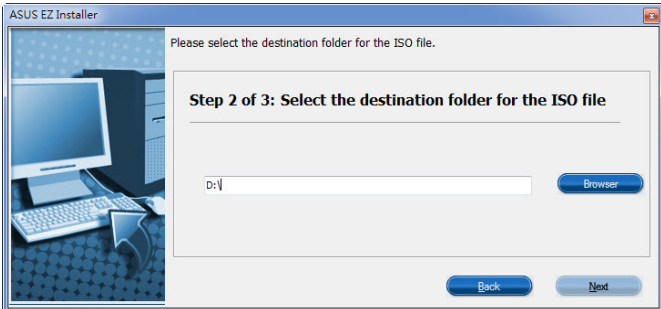 ASUS EZ Installer
Please select the destination folder for the ISO file.
Step 2 of 3: Select the destination folder for the ISO file
D:\
Browser
Back
Next